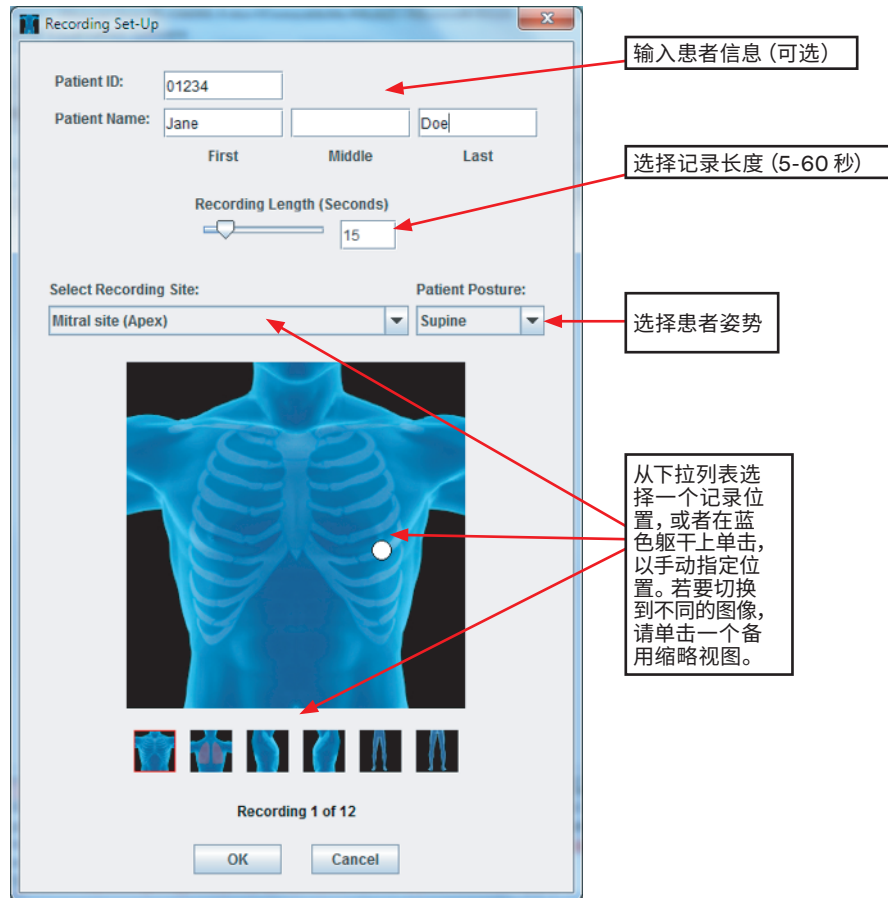 Recording Set-Up
输入患者信息（可选）
Patient ID:
01234
Patient Name:
Jane
Doe
First
Middle
Last
选择记录长度（5-60 秒）
Recording Length (Seconds)
15
Select Recording Site:
Patient Posture:
Mitral site (Apex)
Supine
选择患者姿势
从下拉列表选
择一个记录位
置，或者在蓝
色躯干上单击，
以手动指定位
置。若要切换
到不同的图像，
请单击一个备
用缩略视图。
Recording 1 of 12
OK
Cancel